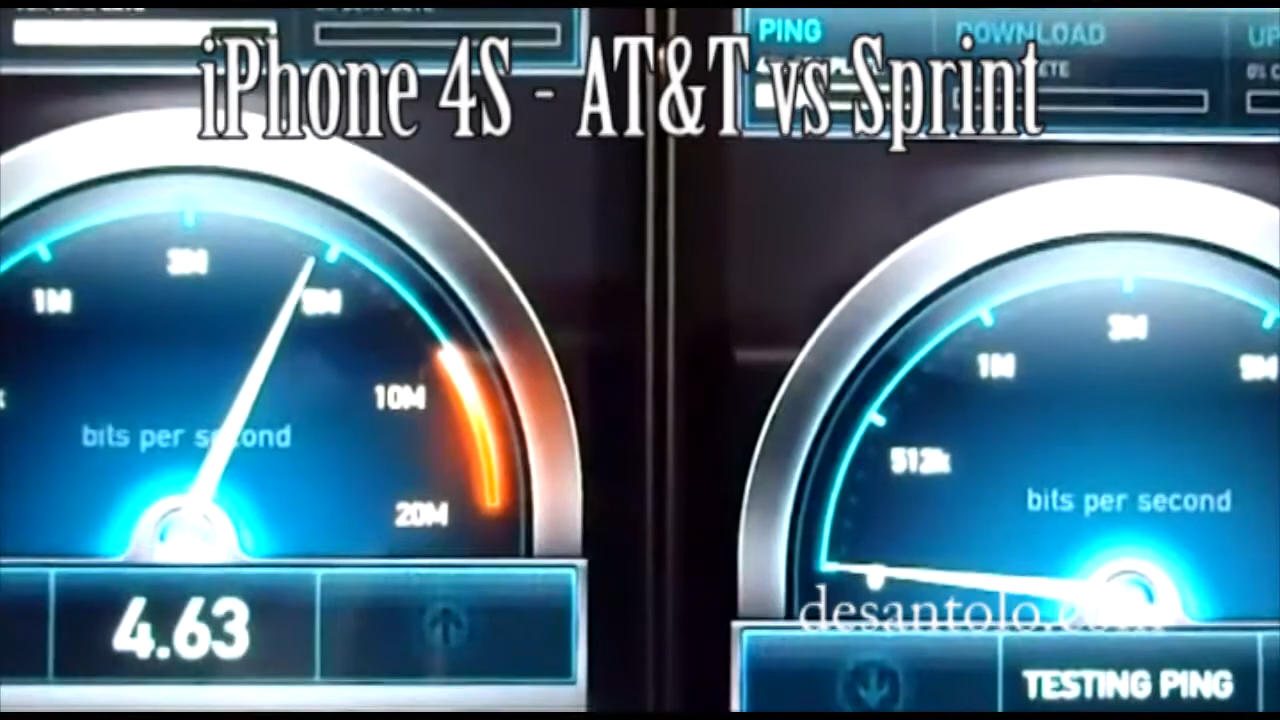 PING
DOWNLOAD
iPhone 4S - AT&T vs Sprint
1M
3M
5M
10M
20M
bits per second
4.63
512k
1M
3M
5M
bits per second
desantolo.com
TESTING PING